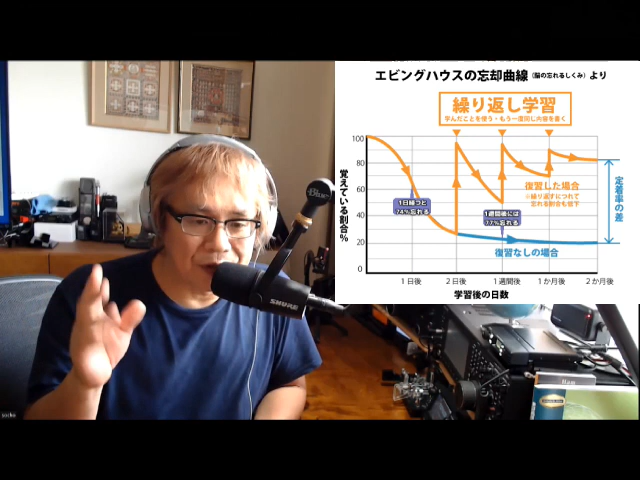 エビングハウスの忘却曲線(脳の忘れるしくみ)より
繰り返し学習
学んだことを使う・もう一度同じ内容を書く
覚えている割合%
100
80
60
40
20
0
1日経つと
74%忘れる
1週間後には
77%忘れる
復習した場合
※繰り返すにつれて
忘れる割合も低下
復習なしの場合
定着率の差
1日後
2日後
1週間後
1か月後
2か月後
学習後の日数
Blue
SHURE